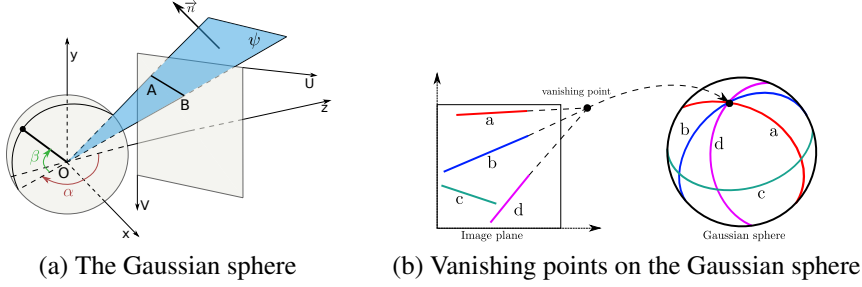 n
ψ
y
U
A
B
z
β
O
α
V
x
vanishing point
a
b
c
d
Image plane
b
d
a
c
Gaussian sphere
(a) The Gaussian sphere
(b) Vanishing points on the Gaussian sphere